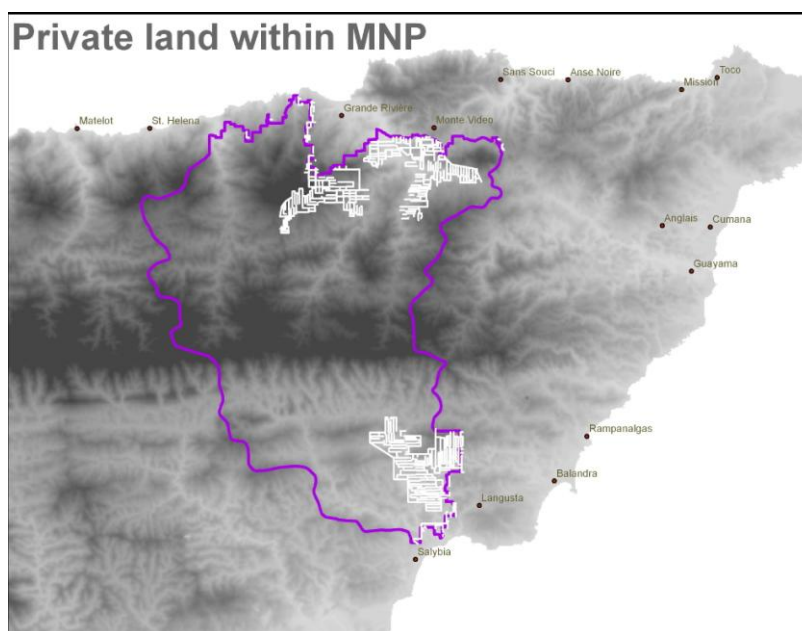 Private land within MNP
Sans Souci
Anse Noire
Toco
Mission
Grande Rivière
Matelot
St. Helena
Monte Video
Anglais
Cumana
Guayama
Rampanalgas
Balandra
Langusta
Salybia